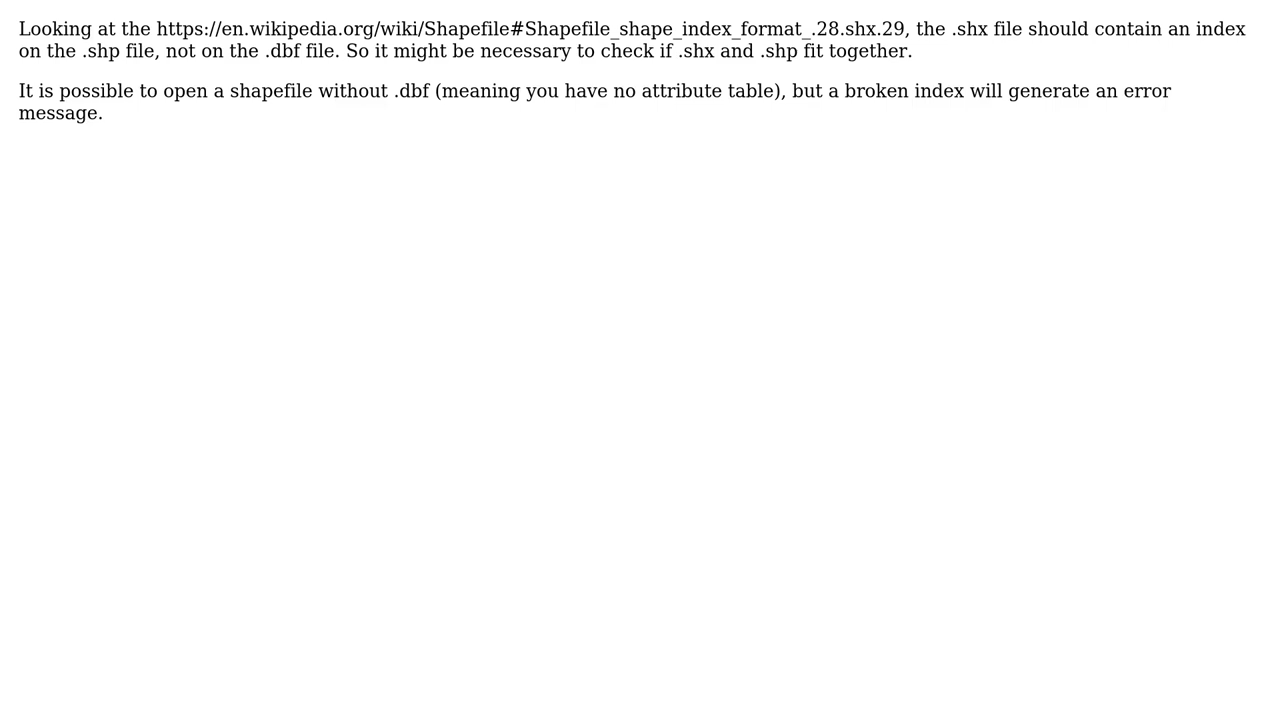 Looking at the https://en.wikipedia.org/wiki/Shapefile#Shapefile_shape_index_format_.28.shx.29, the .shx file should contain an index
on the .shp file, not on the .dbf file. So it might be necessary to check if .shx and .shp fit together.
It is possible to open a shapefile without .dbf (meaning you have no attribute table), but a broken index will generate an error
message.